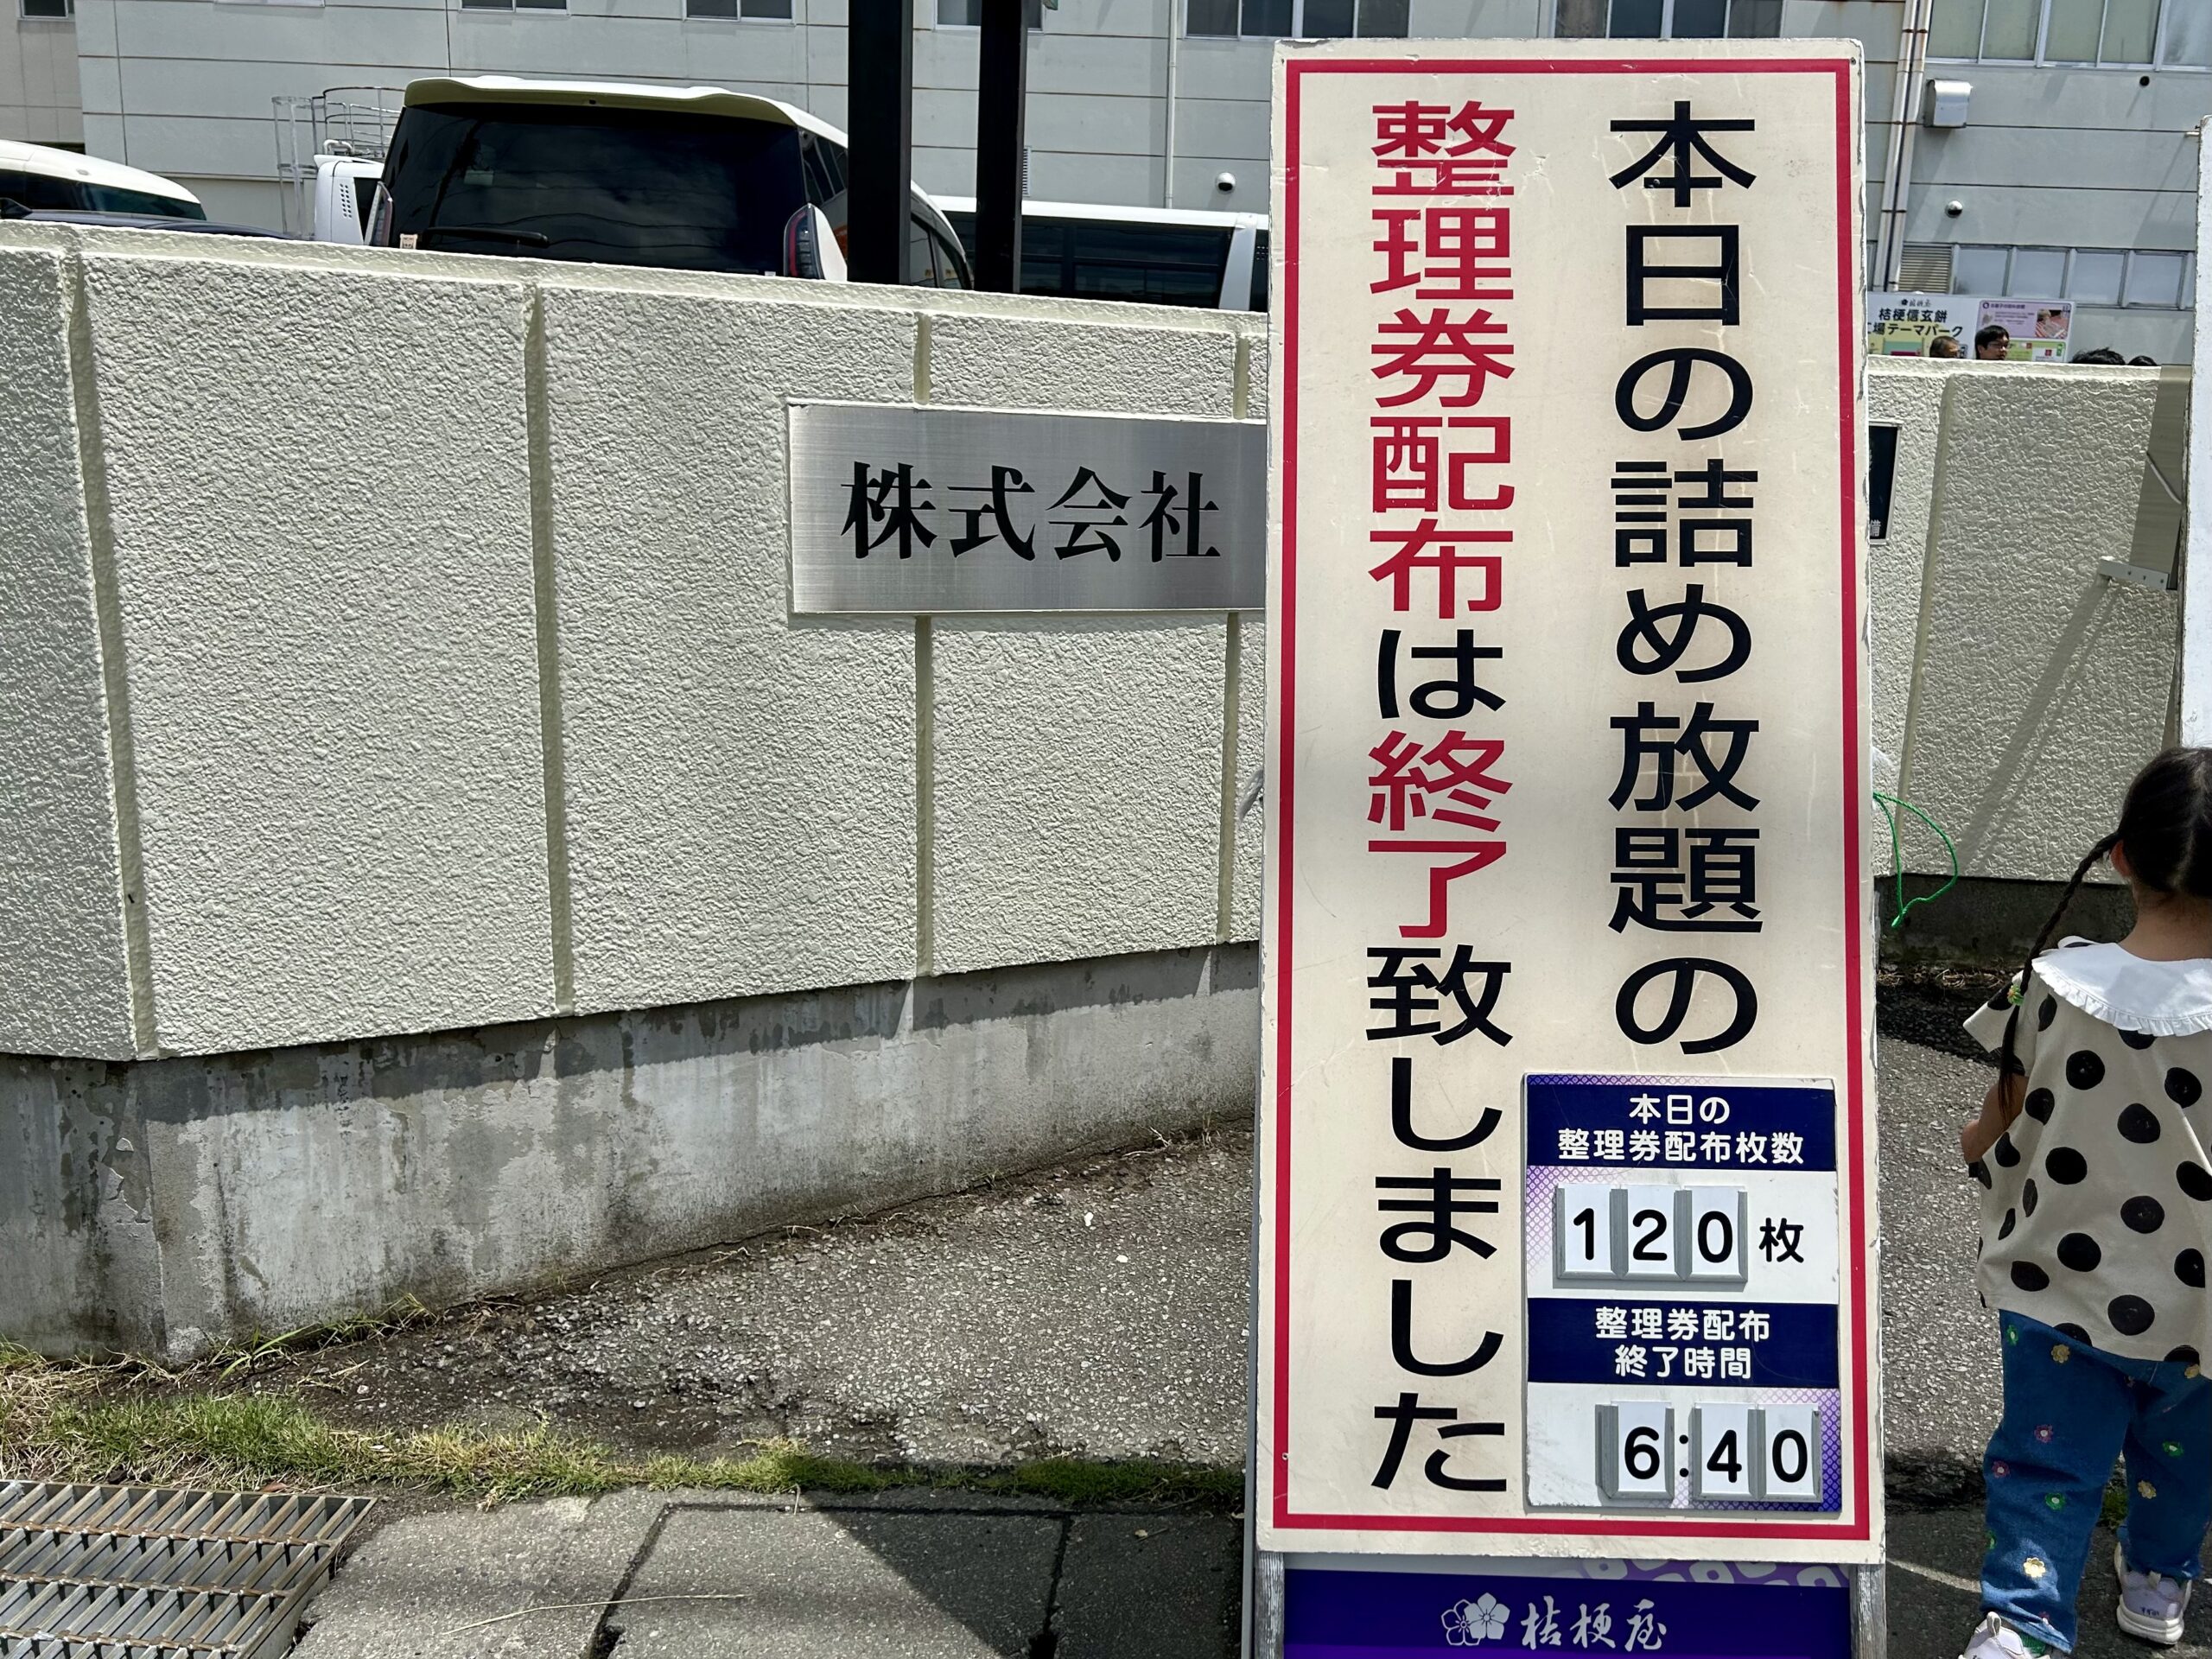 本日の詰め放題の
整理券配布は終了致しました
本日の
整理券配布枚数
120枚
整理券配布
終了時間
6:40
桔梗屋
株式会社
桔梗屋
桔梗信玄餅
工場テーマパーク